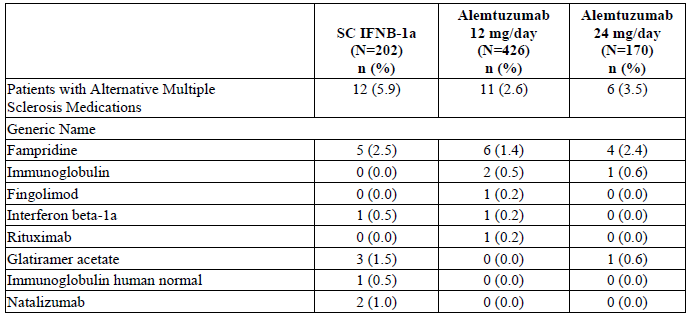 SC IFNB-1a
(N=202)
n (%)
Alemtuzumab
12 mg/day
(N=426)
n (%)
Alemtuzumab
24 mg/day
(N=170)
n (%)
Patients with Alternative Multiple
Sclerosis Medications
12 (5.9)
11 (2.6)
6 (3.5)
Generic Name
Fampridine
5 (2.5)
6 (1.4)
4 (2.4)
Immunoglobulin
0 (0.0)
2 (0.5)
1 (0.6)
Fingolimod
0 (0.0)
1 (0.2)
0 (0.0)
Interferon beta-1a
1 (0.5)
1 (0.2)
0 (0.0)
Rituximab
0 (0.0)
1 (0.2)
0 (0.0)
Glatiramer acetate
3 (1.5)
0 (0.0)
1 (0.6)
Immunoglobulin human normal
1 (0.5)
0 (0.0)
0 (0.0)
Natalizumab
2 (1.0)
0 (0.0)
0 (0.0)